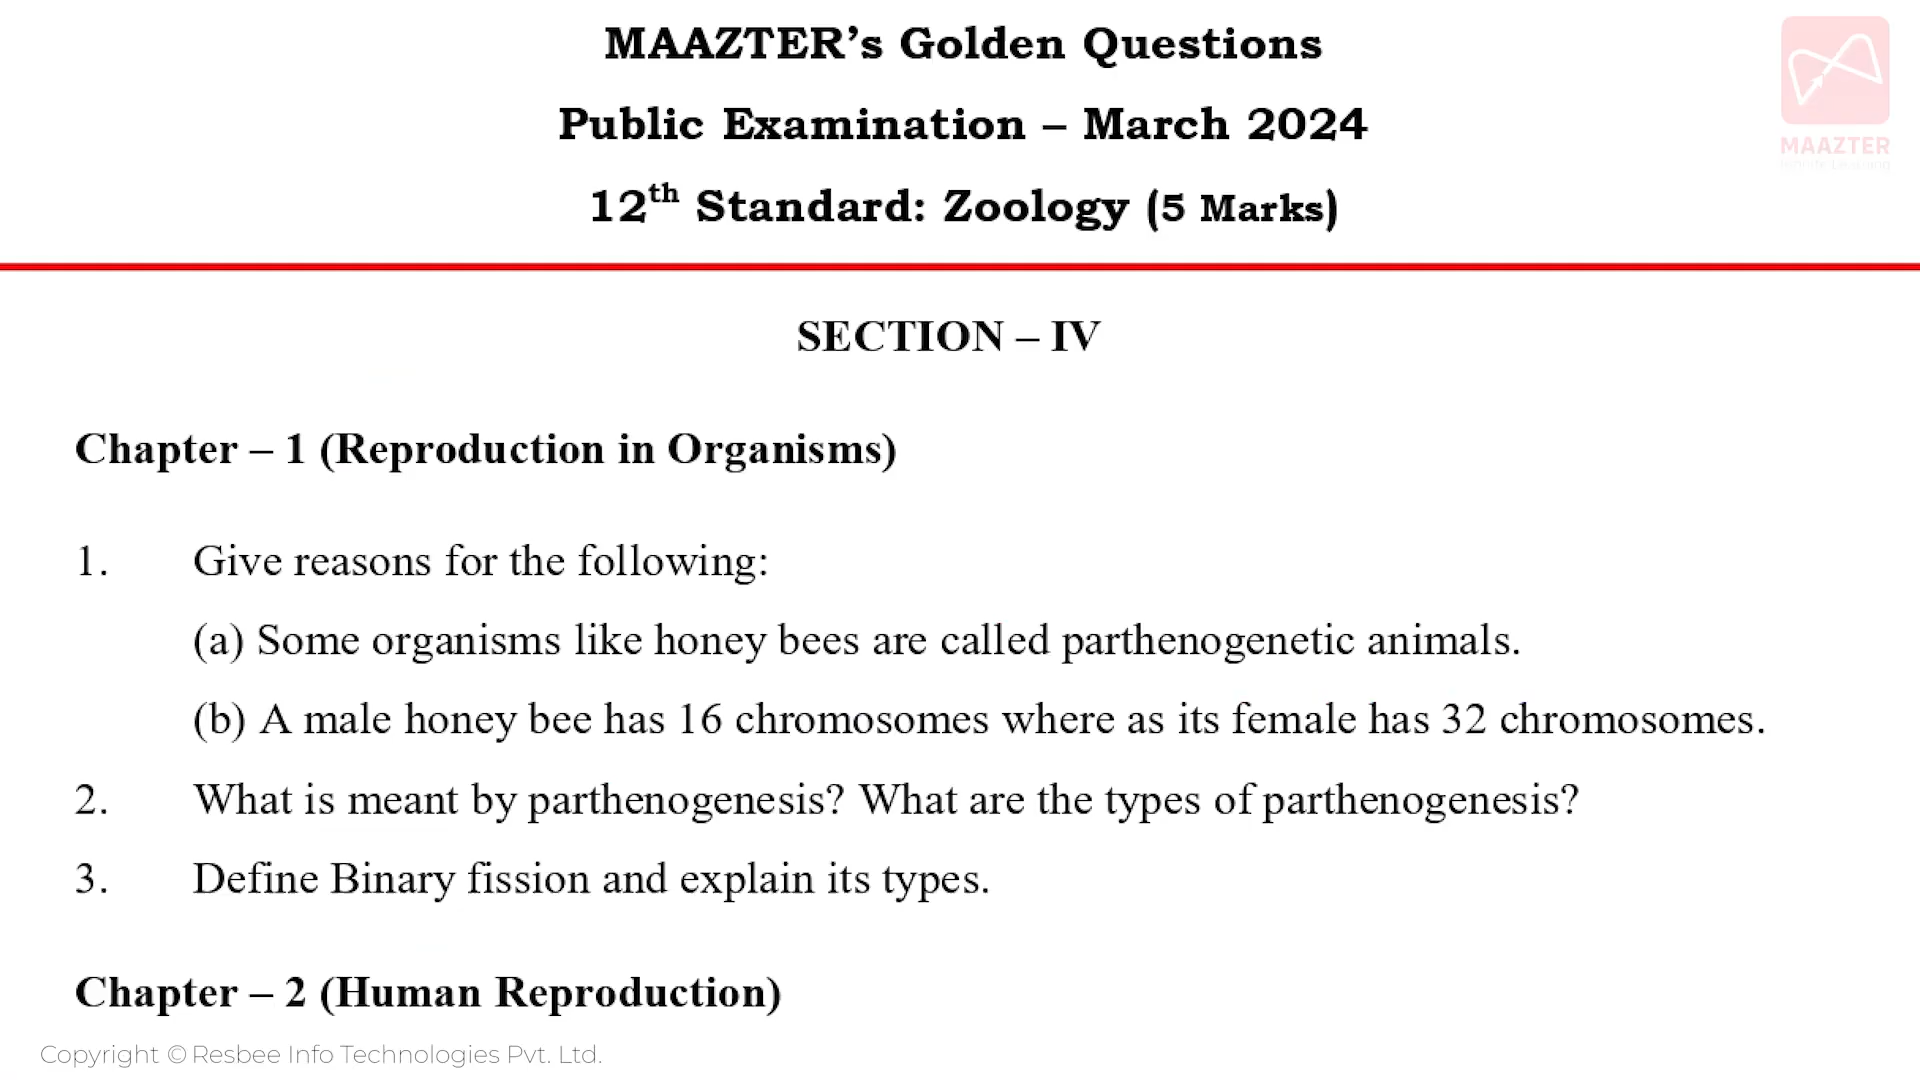 MAAZTER’s Golden Questions
Public Examination – March 2024
12th Standard: Zoology (5 Marks)
MAAZTER
SECTION – IV
Chapter – 1 (Reproduction in Organisms)
1. Give reasons for the following:
(a) Some organisms like honey bees are called parthenogenetic animals.
(b) A male honey bee has 16 chromosomes where as its female has 32 chromosomes.
2. What is meant by parthenogenesis? What are the types of parthenogenesis?
3. Define Binary fission and explain its types.
Chapter – 2 (Human Reproduction)
Copyright © Resbee Info Technologies Pvt. Ltd.